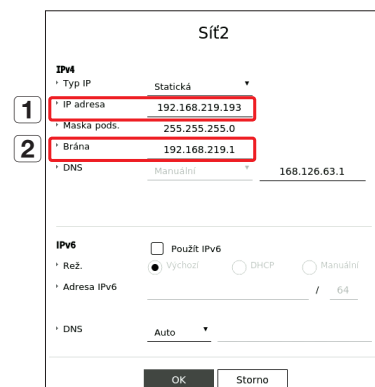 Síť2
IPv4
Typ IP Statická
1 IP adresa 192.168.219.193
Maska pods. 255.255.255.0
2 Brána 192.168.219.1
DNS Manuální 168.126.63.1
IPv6
Použít IPv6
Rež. Výchozí DHCP Manuální
Adresa IPv6 / 64
DNS Auto
OK Storno